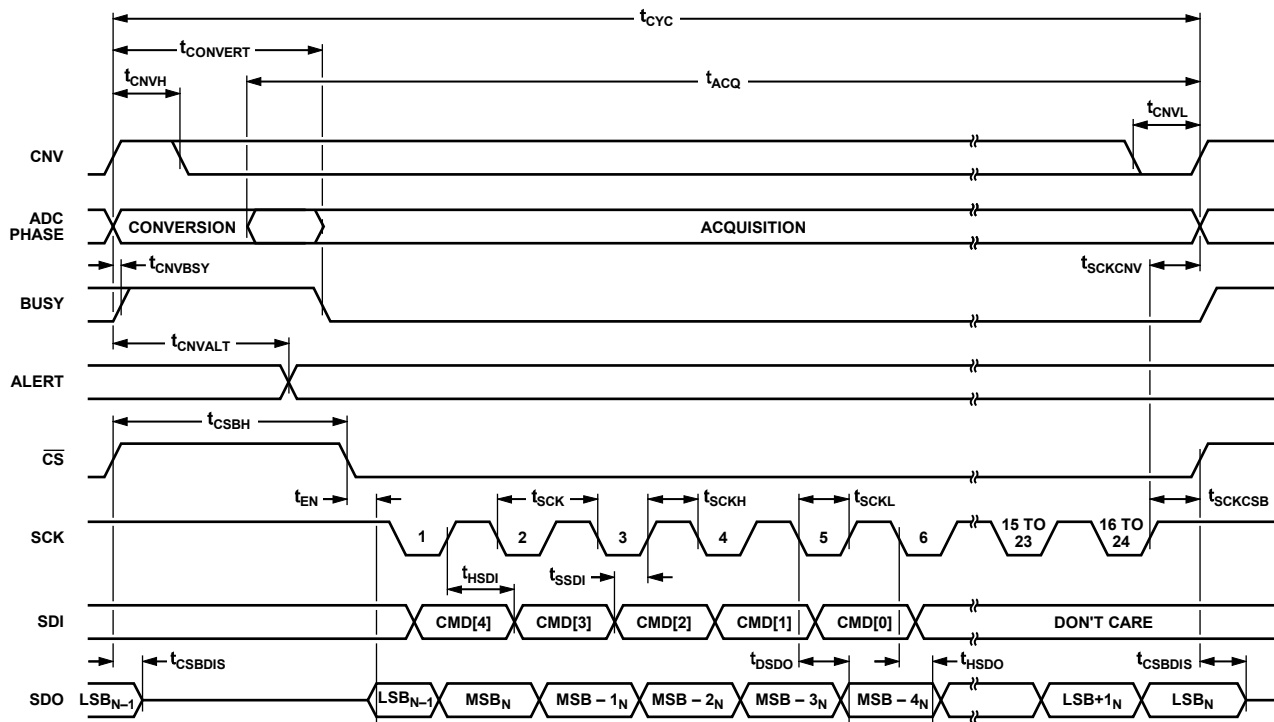 tCYC
tCONVERT
tCNVH
tACQ
tCNVL
CNV
ADC
PHASE
CONVERSION
ACQUISITION
tCNVBSY
tSCKCNV
BUSY
tCNVALT
ALERT
tCSBH
CS
tEN
tSCK
tSCKH
tSCKL
tSCKCSB
SCK
1
2
3
4
5
6
15 TO
23
16 TO
24
tHSDI
tSSDI
SDI
CMD[4]
CMD[3]
CMD[2]
CMD[1]
CMD[0]
DON'T CARE
tCSBDIS
tDSDO
tHSDO
tCSBDIS
SDO
LSBN–1
LSBN–1
MSBN
MSB – 1N
MSB – 2N
MSB – 3N
MSB – 4N
LSB+1N
LSBN